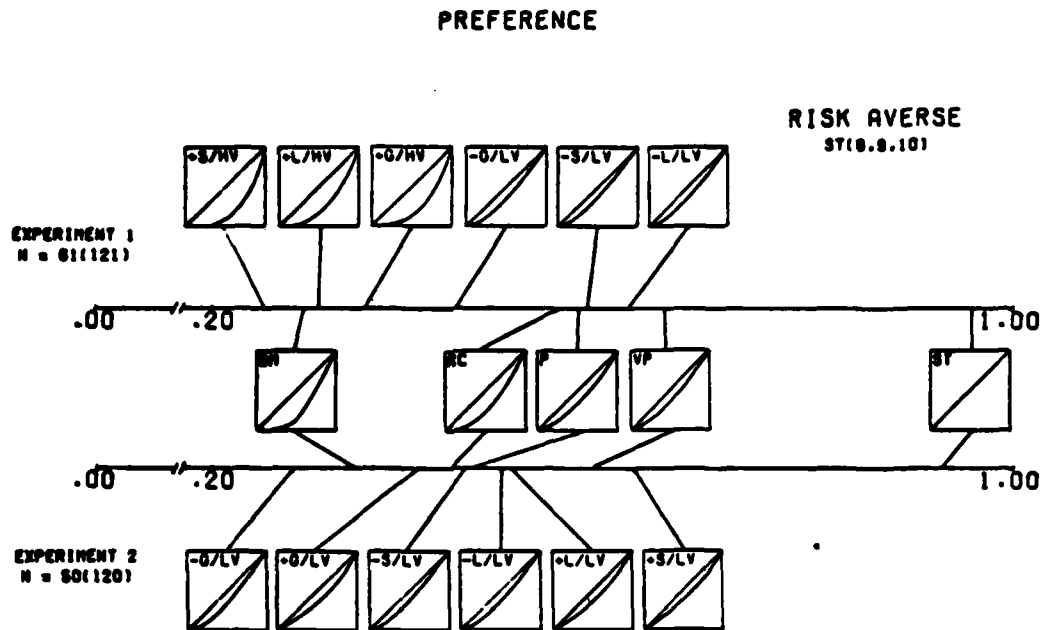 PREFERENCE
RISK AVERSE
ST(8.9.10)
+S/HV +L/HV +O/HV -O/LV -S/LV -L/LV
EXPERIMENT 1
N = 61(121)
.00 .20 1.00
RC P VP ST
.00 .20 1.00
EXPERIMENT 2
N = 50(120)
-O/LV +O/LV -S/LV -L/LV +L/LV +S/LV